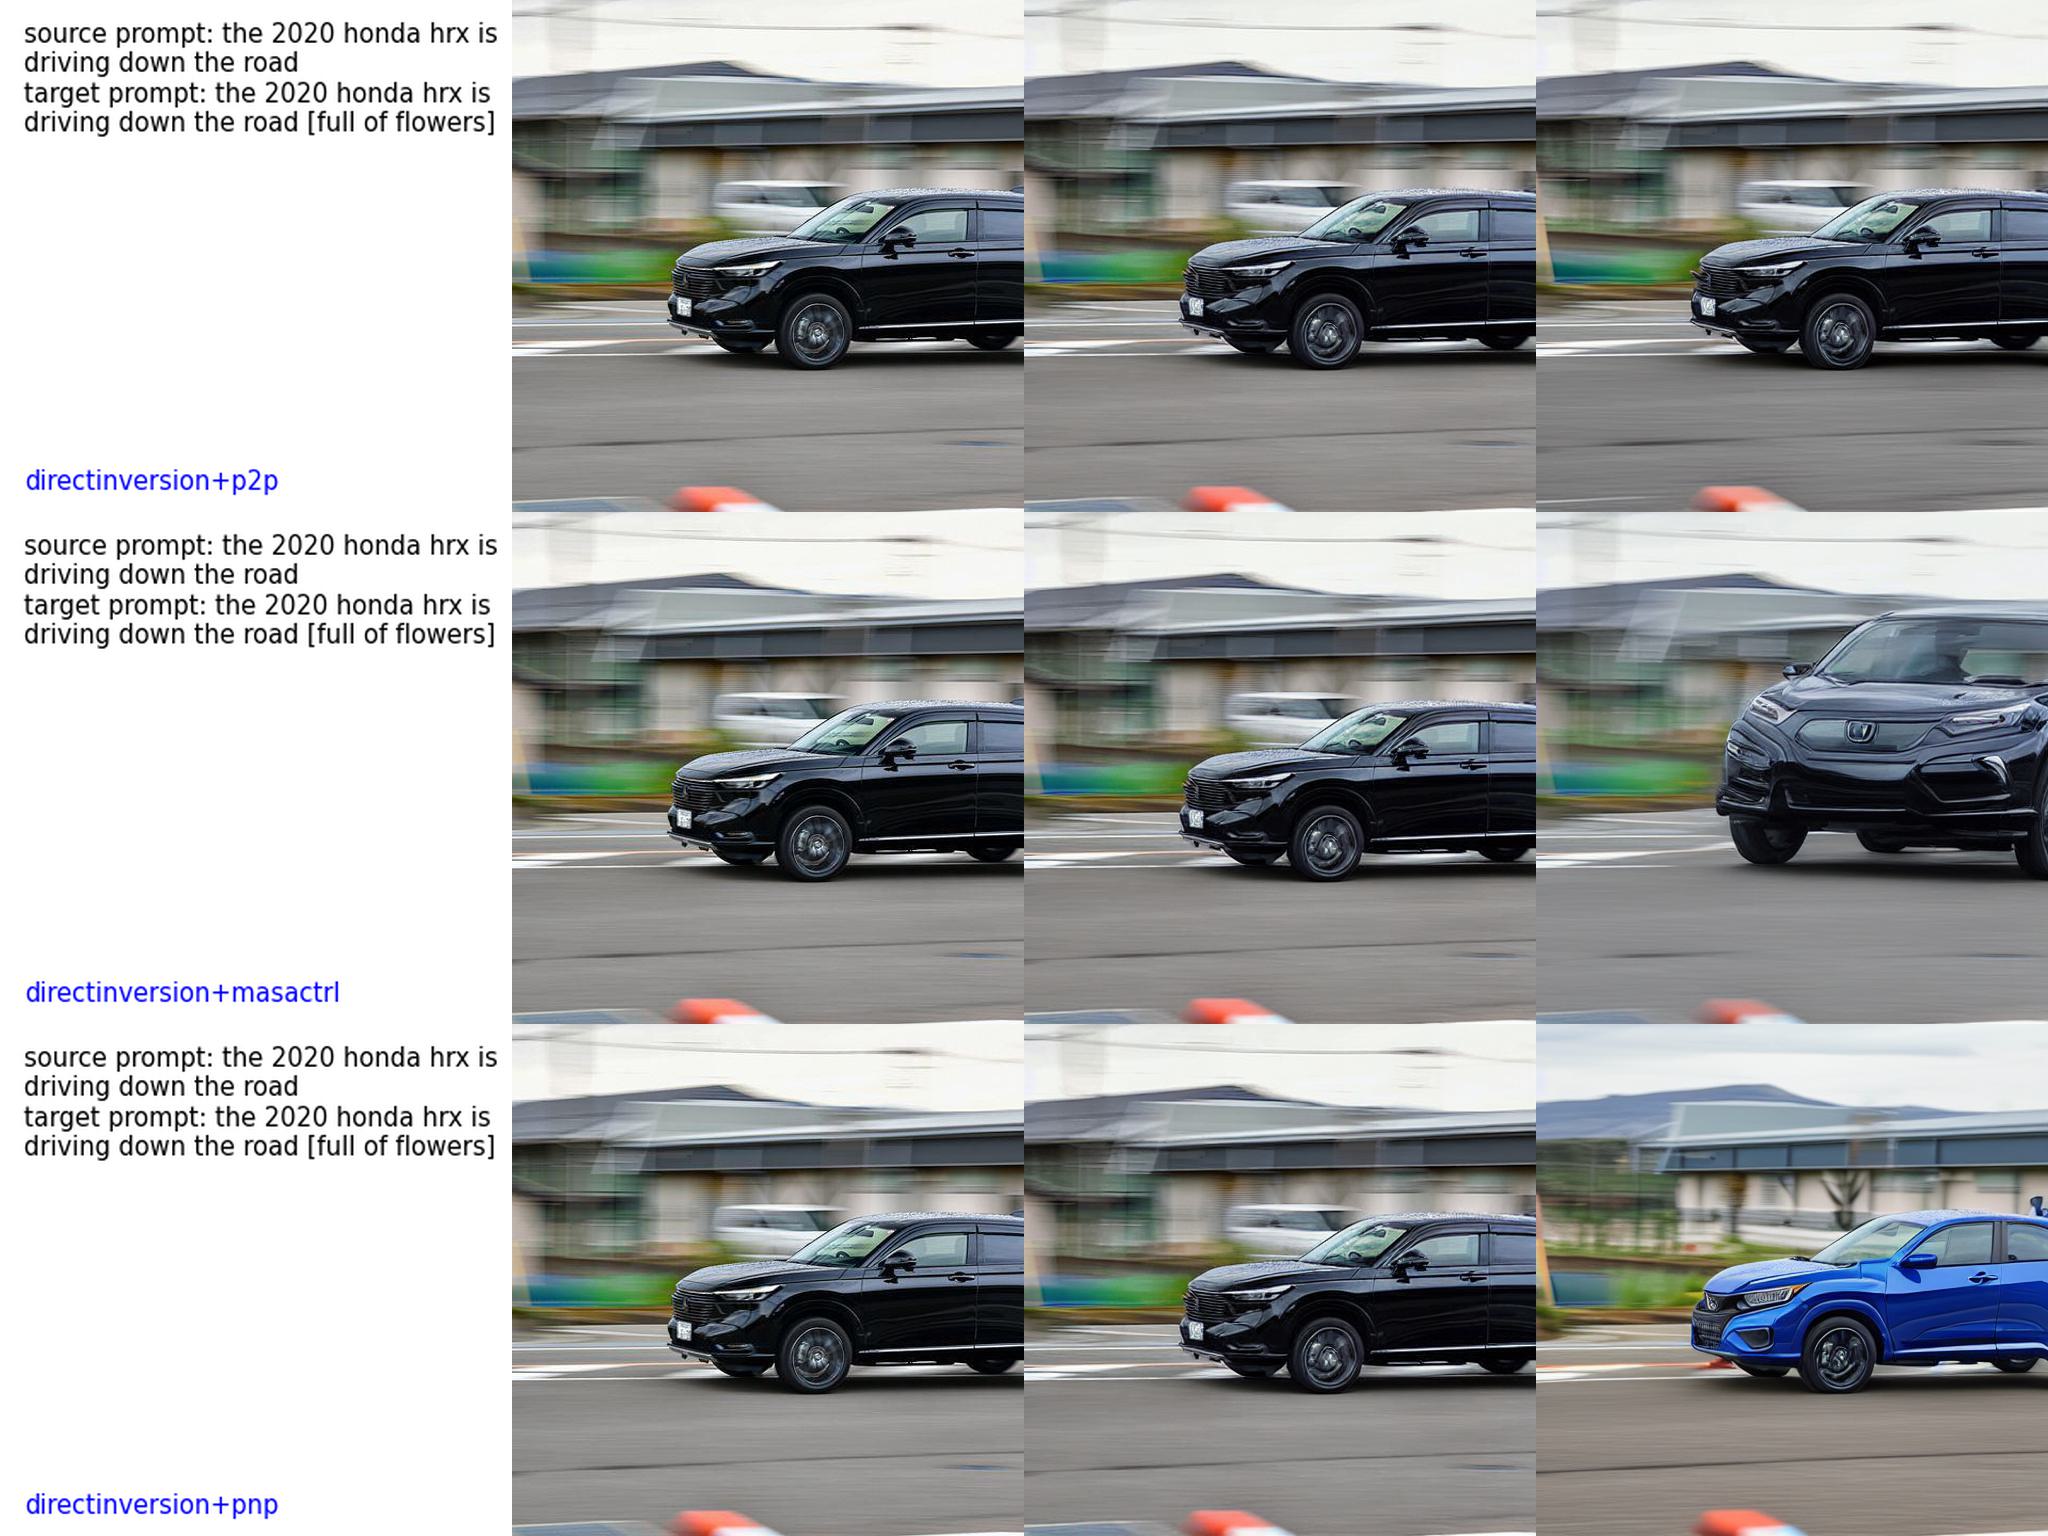 source prompt: the 2020 honda hrx is
driving down the road
target prompt: the 2020 honda hrx is
driving down the road [full of flowers]
directinversion+p2p
source prompt: the 2020 honda hrx is
driving down the road
target prompt: the 2020 honda hrx is
driving down the road [full of flowers]
directinversion+masactrl
source prompt: the 2020 honda hrx is
driving down the road
target prompt: the 2020 honda hrx is
driving down the road [full of flowers]
directinversion+pnp